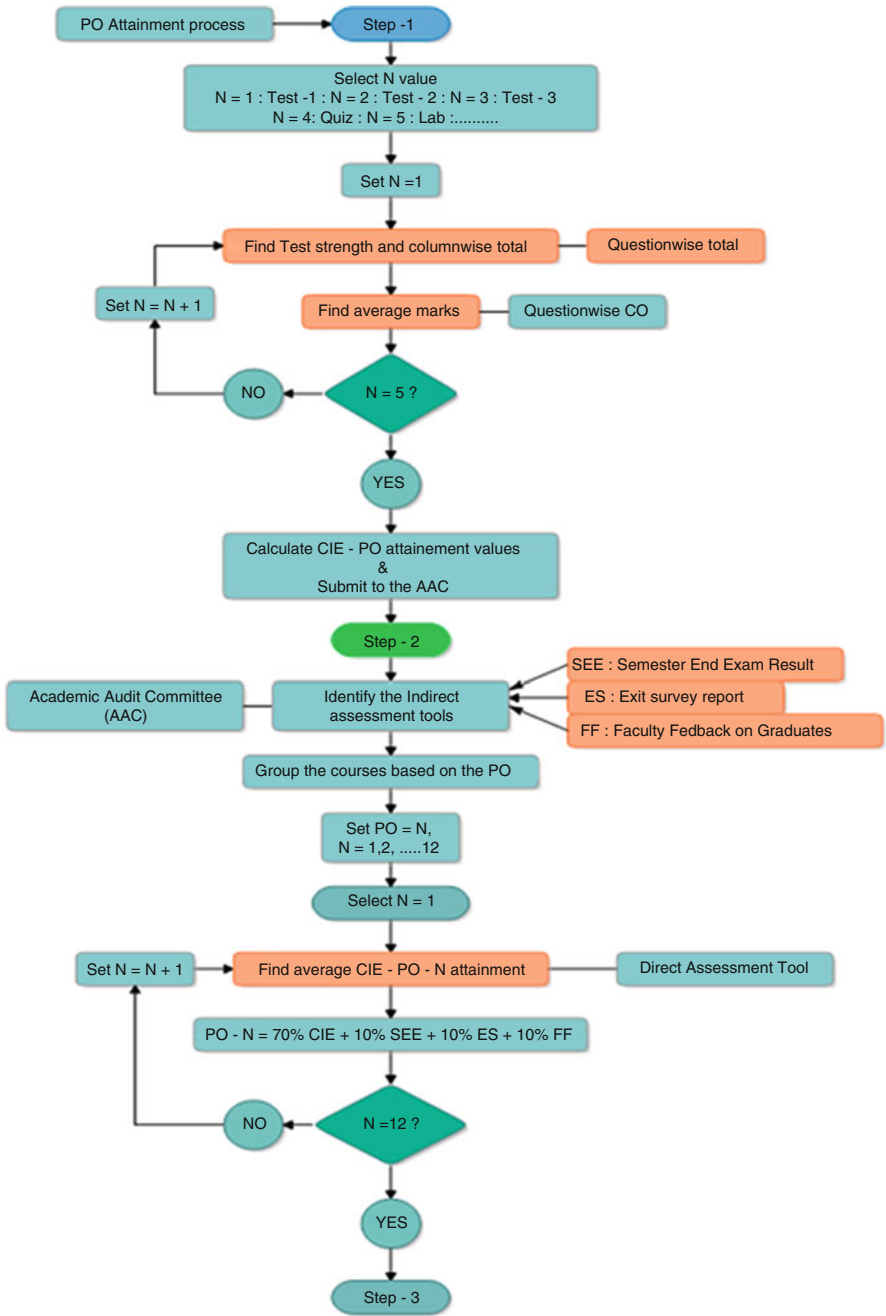 PO Attainment process
Step -1
Select N value
N = 1 : Test -1 : N = 2 : Test - 2 : N = 3 : Test - 3
N = 4: Quiz : N = 5 : Lab :..........
Set N =1
Find Test strength and columnwise total
Questionwise total
Set N = N + 1
Find average marks
Questionwise CO
NO
N = 5 ?
YES
Calculate CIE - PO attainement values
&
Submit to the AAC
Step - 2
SEE : Semester End Exam Result
Academic Audit Committee
(AAC)
Identify the Indirect
assessment tools
ES : Exit survey report
FF : Faculty Fedback on Graduates
Group the courses based on the PO
Set PO = N,
N = 1,2, .....12
Select N = 1
Set N = N + 1
Find average CIE - PO - N attainment
Direct Assessment Tool
PO - N = 70% CIE + 10% SEE + 10% ES + 10% FF
NO
N =12 ?
YES
Step - 3